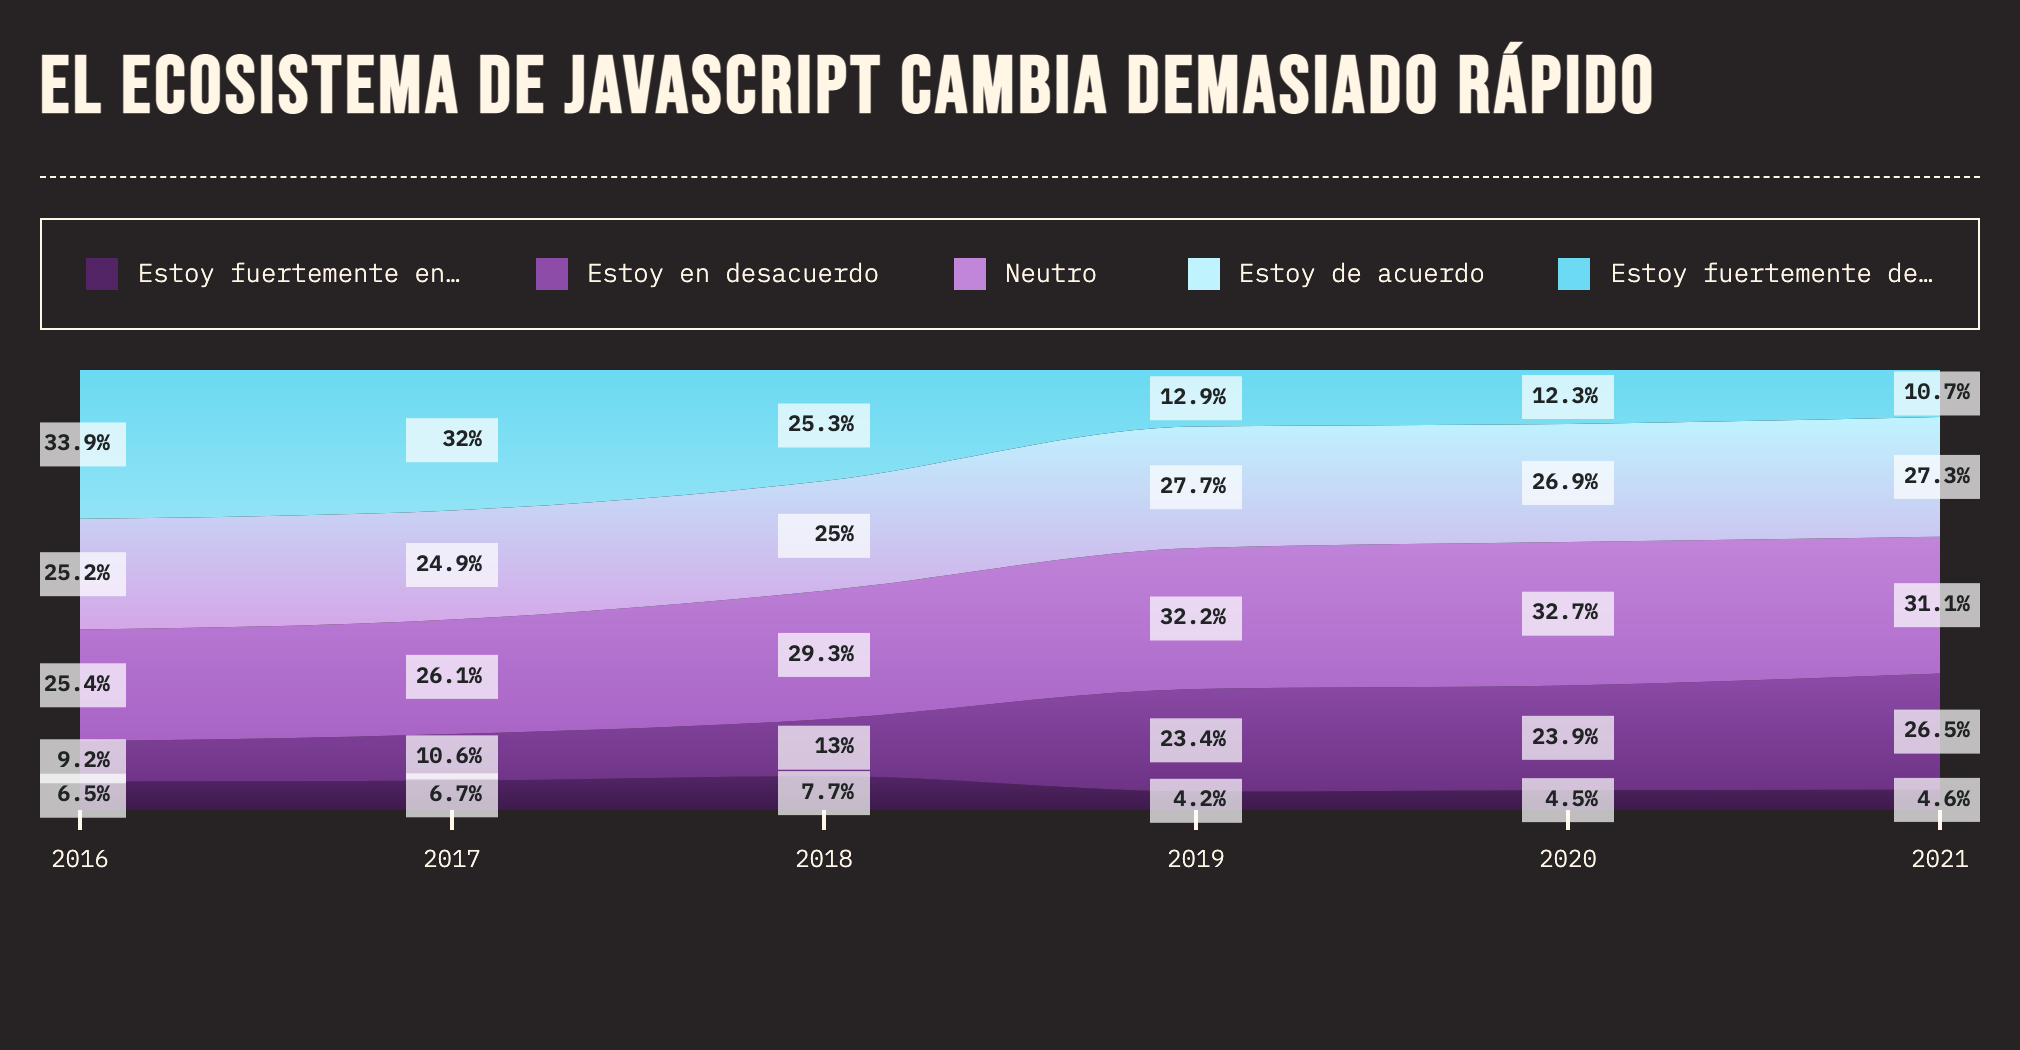 EL ECOSISTEMA DE JAVASCRIPT CAMBIA DEMASIADO RÁPIDO
Estoy fuertemente en… Estoy en desacuerdo Neutro Estoy de acuerdo Estoy fuertemente de…
33.9% 32% 25.3% 12.9% 12.3% 10.7%
25.2% 24.9% 25% 27.7% 26.9% 27.3%
25.4% 26.1% 29.3% 32.2% 32.7% 31.1%
9.2% 10.6% 13% 23.4% 23.9% 26.5%
6.5% 6.7% 7.7% 4.2% 4.5% 4.6%
2016 2017 2018 2019 2020 2021